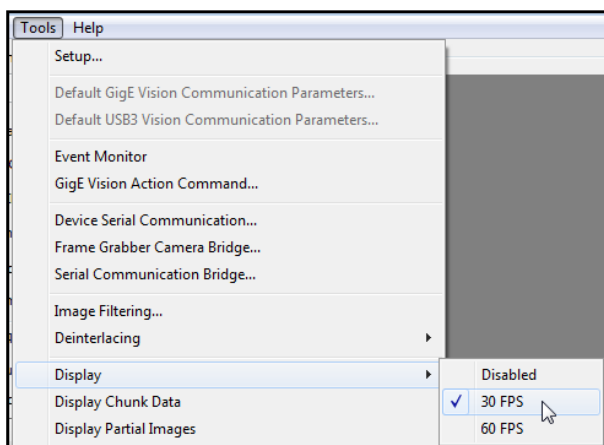 Tools Help
Setup...
Default GigE Vision Communication Parameters...
Default USB3 Vision Communication Parameters...
Event Monitor
GigE Vision Action Command...
Device Serial Communication...
Frame Grabber Camera Bridge...
Serial Communication Bridge...
Image Filtering...
Deinterlacing
Display
Disabled
Display Chunk Data
30 FPS
Display Partial Images
60 FPS